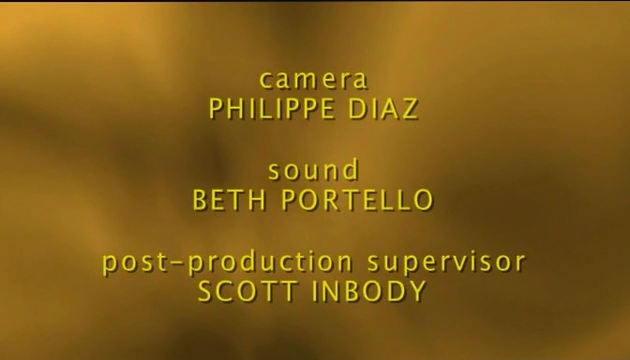 camera
PHILIPPE DIAZ
sound
BETH PORTELLO
post-production supervisor
SCOTT INBODY